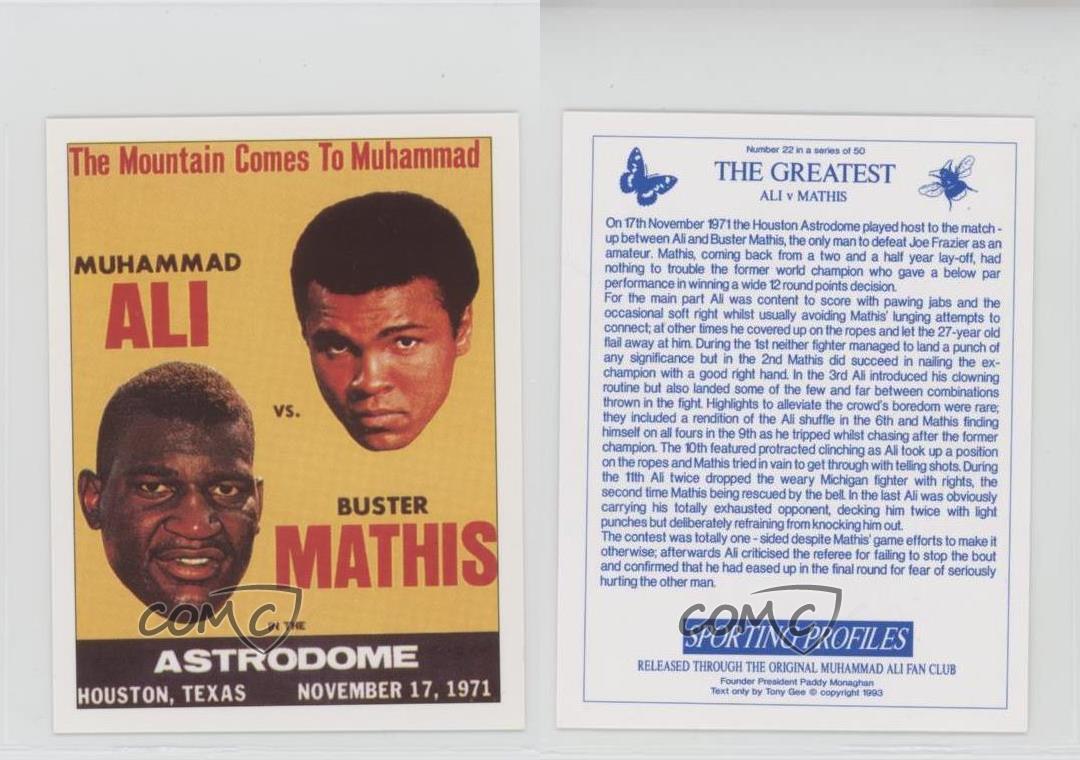 The Mountain Comes To Muhammad
MUHAMMAD
ALI
VS.
BUSTER
MATHIS
IN THE
ASTRODOME
HOUSTON, TEXAS NOVEMBER 17, 1971
COMC
Number 22 in a series of 50
THE GREATEST
ALI v MATHIS
On 17th November 1971 the Houston Astrodome played host to the match -
up between Ali and Buster Mathis, the only man to defeat Joe Frazier as an
amateur. Mathis, coming back from a two and a half year lay-off, had
nothing to trouble the former world champion who gave a below par
performance in winning a wide 12 round points decision.
For the main part Ali was content to score with pawing jabs and the
occasional soft right whilst usually avoiding Mathis' lunging attempts to
connect; at other times he covered up on the ropes and let the 27-year old
flail away at him. During the 1st neither fighter managed to land a punch of
any significance but in the 2nd Mathis did succeed in nailing the ex-
champion with a good right hand. In the 3rd Ali introduced his clowning
routine but also landed some of the few and far between combinations
thrown in the fight. Highlights to alleviate the crowd's boredom were rare;
they included a rendition of the Ali shuffle in the 6th and Mathis finding
himself on all fours in the 9th as he tripped whilst chasing after the former
champion. The 10th featured protracted clinching as Ali took up a position
on the ropes and Mathis tried in vain to get through with telling shots. During
the 11th Ali twice dropped the weary Michigan fighter with rights, the
second time Mathis being rescued by the bell. In the last Ali was obviously
carrying his totally exhausted opponent, decking him twice with light
punches but deliberately refraining from knocking him out.
The contest was totally one - sided despite Mathis' game efforts to make it
otherwise; afterwards Ali criticised the referee for failing to stop the bout
and confirmed that he had eased up in the final round for fear of seriously
hurting the other man.
COMC
SPORTING PROFILES
RELEASED THROUGH THE ORIGINAL MUHAMMAD ALI FAN CLUB
Founder President Paddy Monaghan
Text only by Tony Gee © copyright 1993